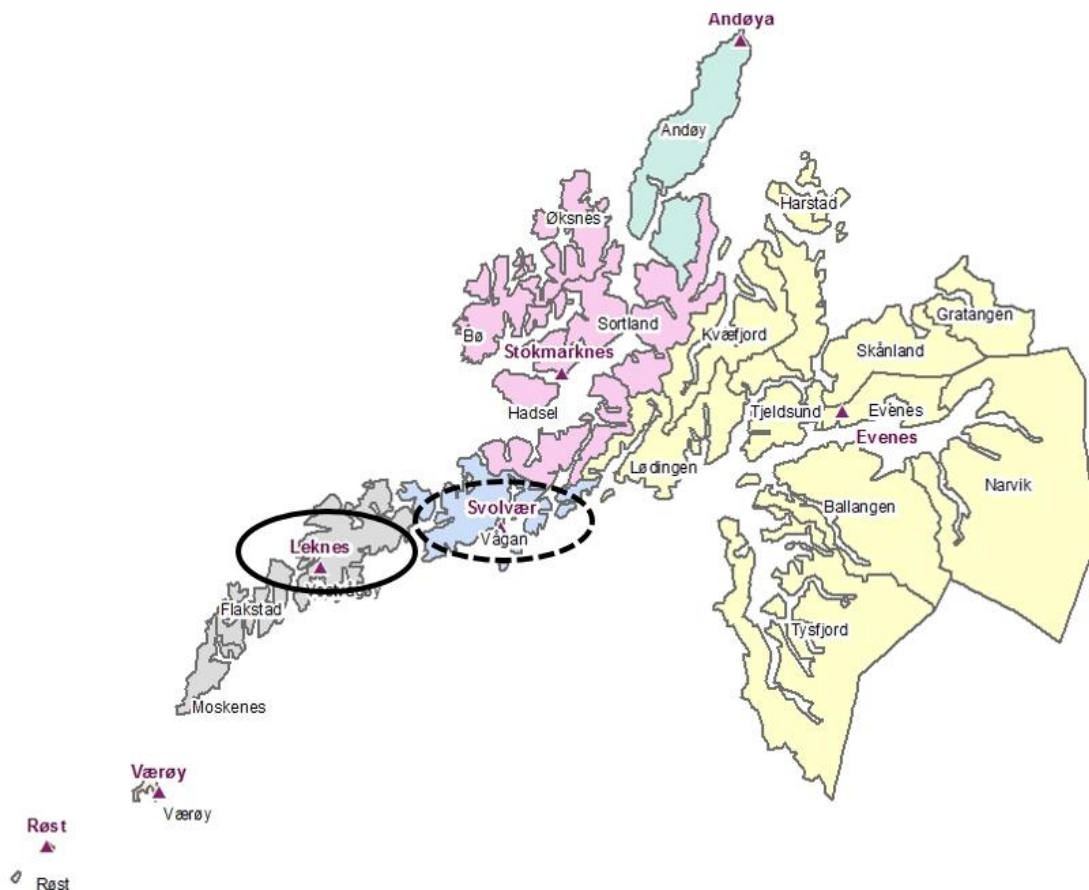 Andøya
Andøy
Harstad
Øksnes
Gratangen
Sortland
Bø
Kvæfjord
Skånland
Stokmarknes
Hadsel
Tjeldsund
Evenes
Evenes
Lødingen
Narvik
Svolvær
Ballangen
Vågan
Leknes
Flakstad
Tysfjord
Moskenes
Værøy
Værøy
Røst
Røst